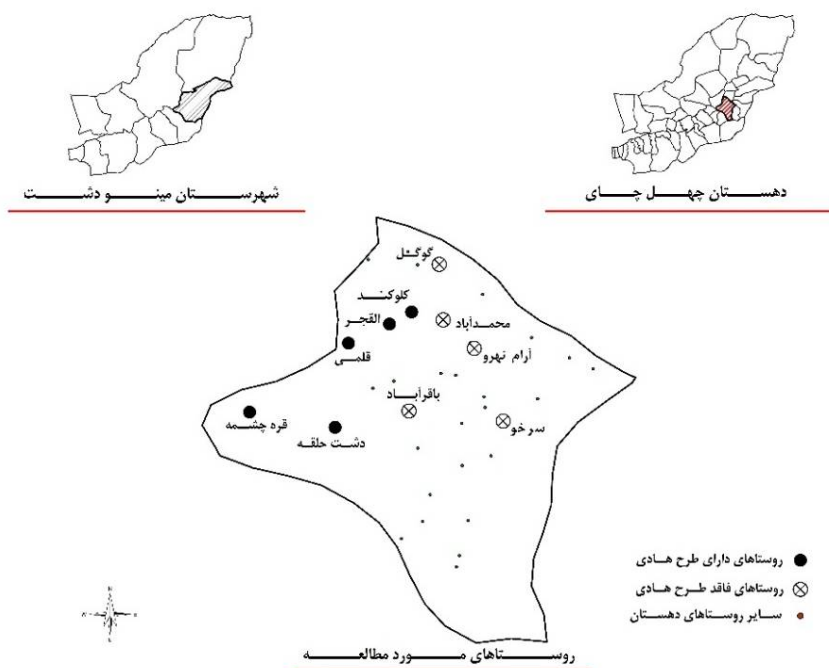 شهرستان مینو دشت
دهستان چهل چای
گوگل
کلوکند
القجر
محمدآباد
آرام نهرو
قلمی
باقرآباد
قره چشمه
دشت حلقه
سرخو
روستاهای دارای طرح هادی
روستاهای فاقد طرح هادی
سایر روستاهای دهستان
روستاهای مورد مطالعه